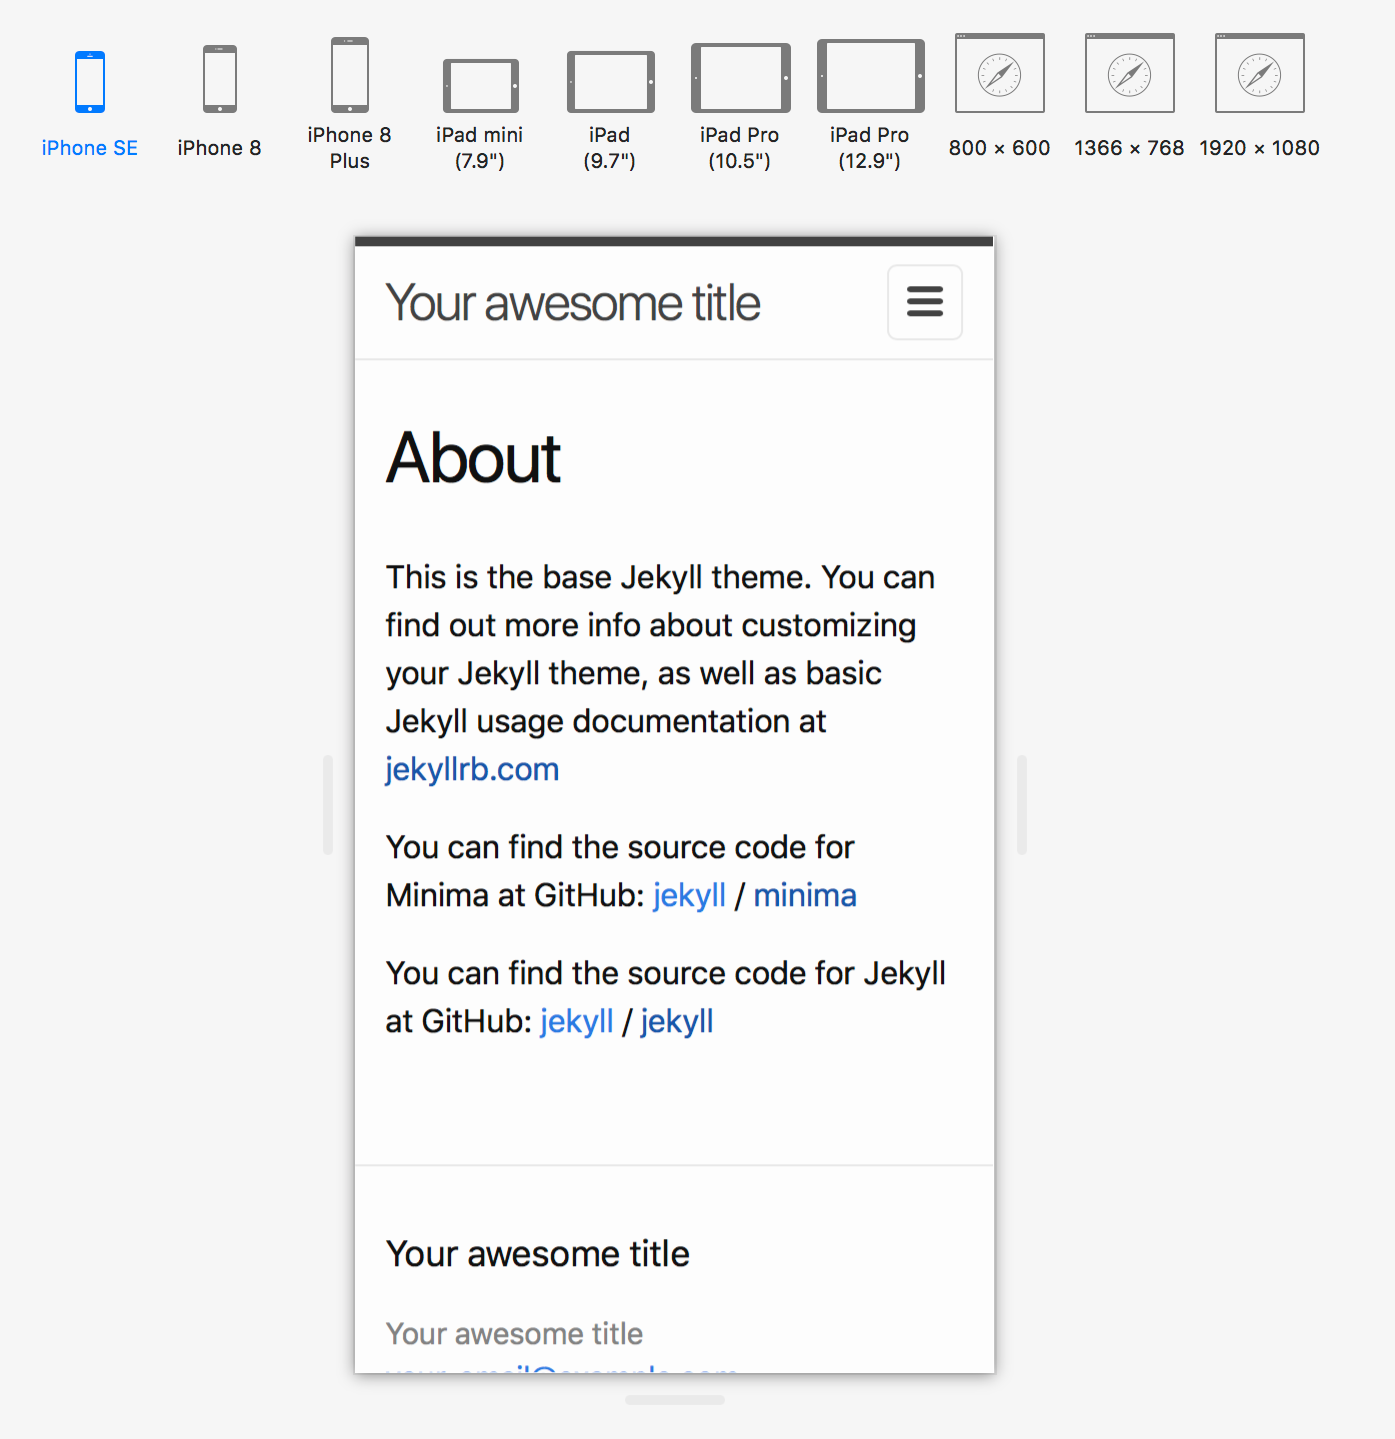 iPhone SE
iPhone 8
iPhone 8
Plus
iPad mini
(7.9")
iPad
(9.7")
iPad Pro
(10.5")
iPad Pro
(12.9")
800 × 600
1366 × 768
1920 × 1080
Your awesome title
About
This is the base Jekyll theme. You can
find out more info about customizing
your Jekyll theme, as well as basic
Jekyll usage documentation at
jekyllrb.com
You can find the source code for
Minima at GitHub: jekyll / minima
You can find the source code for Jekyll
at GitHub: jekyll / jekyll
Your awesome title
Your awesome title